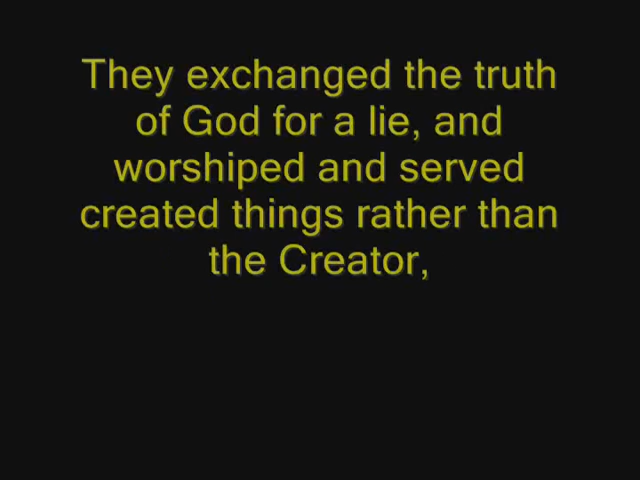 They exchanged the truth
of God for a lie, and
worshiped and served
created things rather than
the Creator,